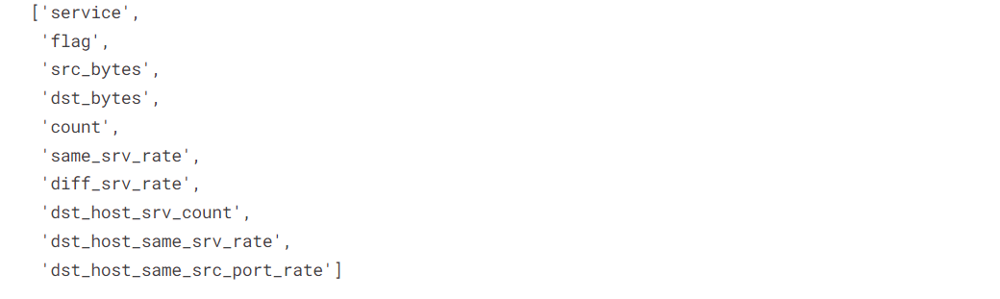 ['service',
'flag',
'src_bytes',
'dst_bytes',
'count',
'same_srv_rate',
'diff_srv_rate',
'dst_host_srv_count',
'dst_host_same_srv_rate',
'dst_host_same_src_port_rate']